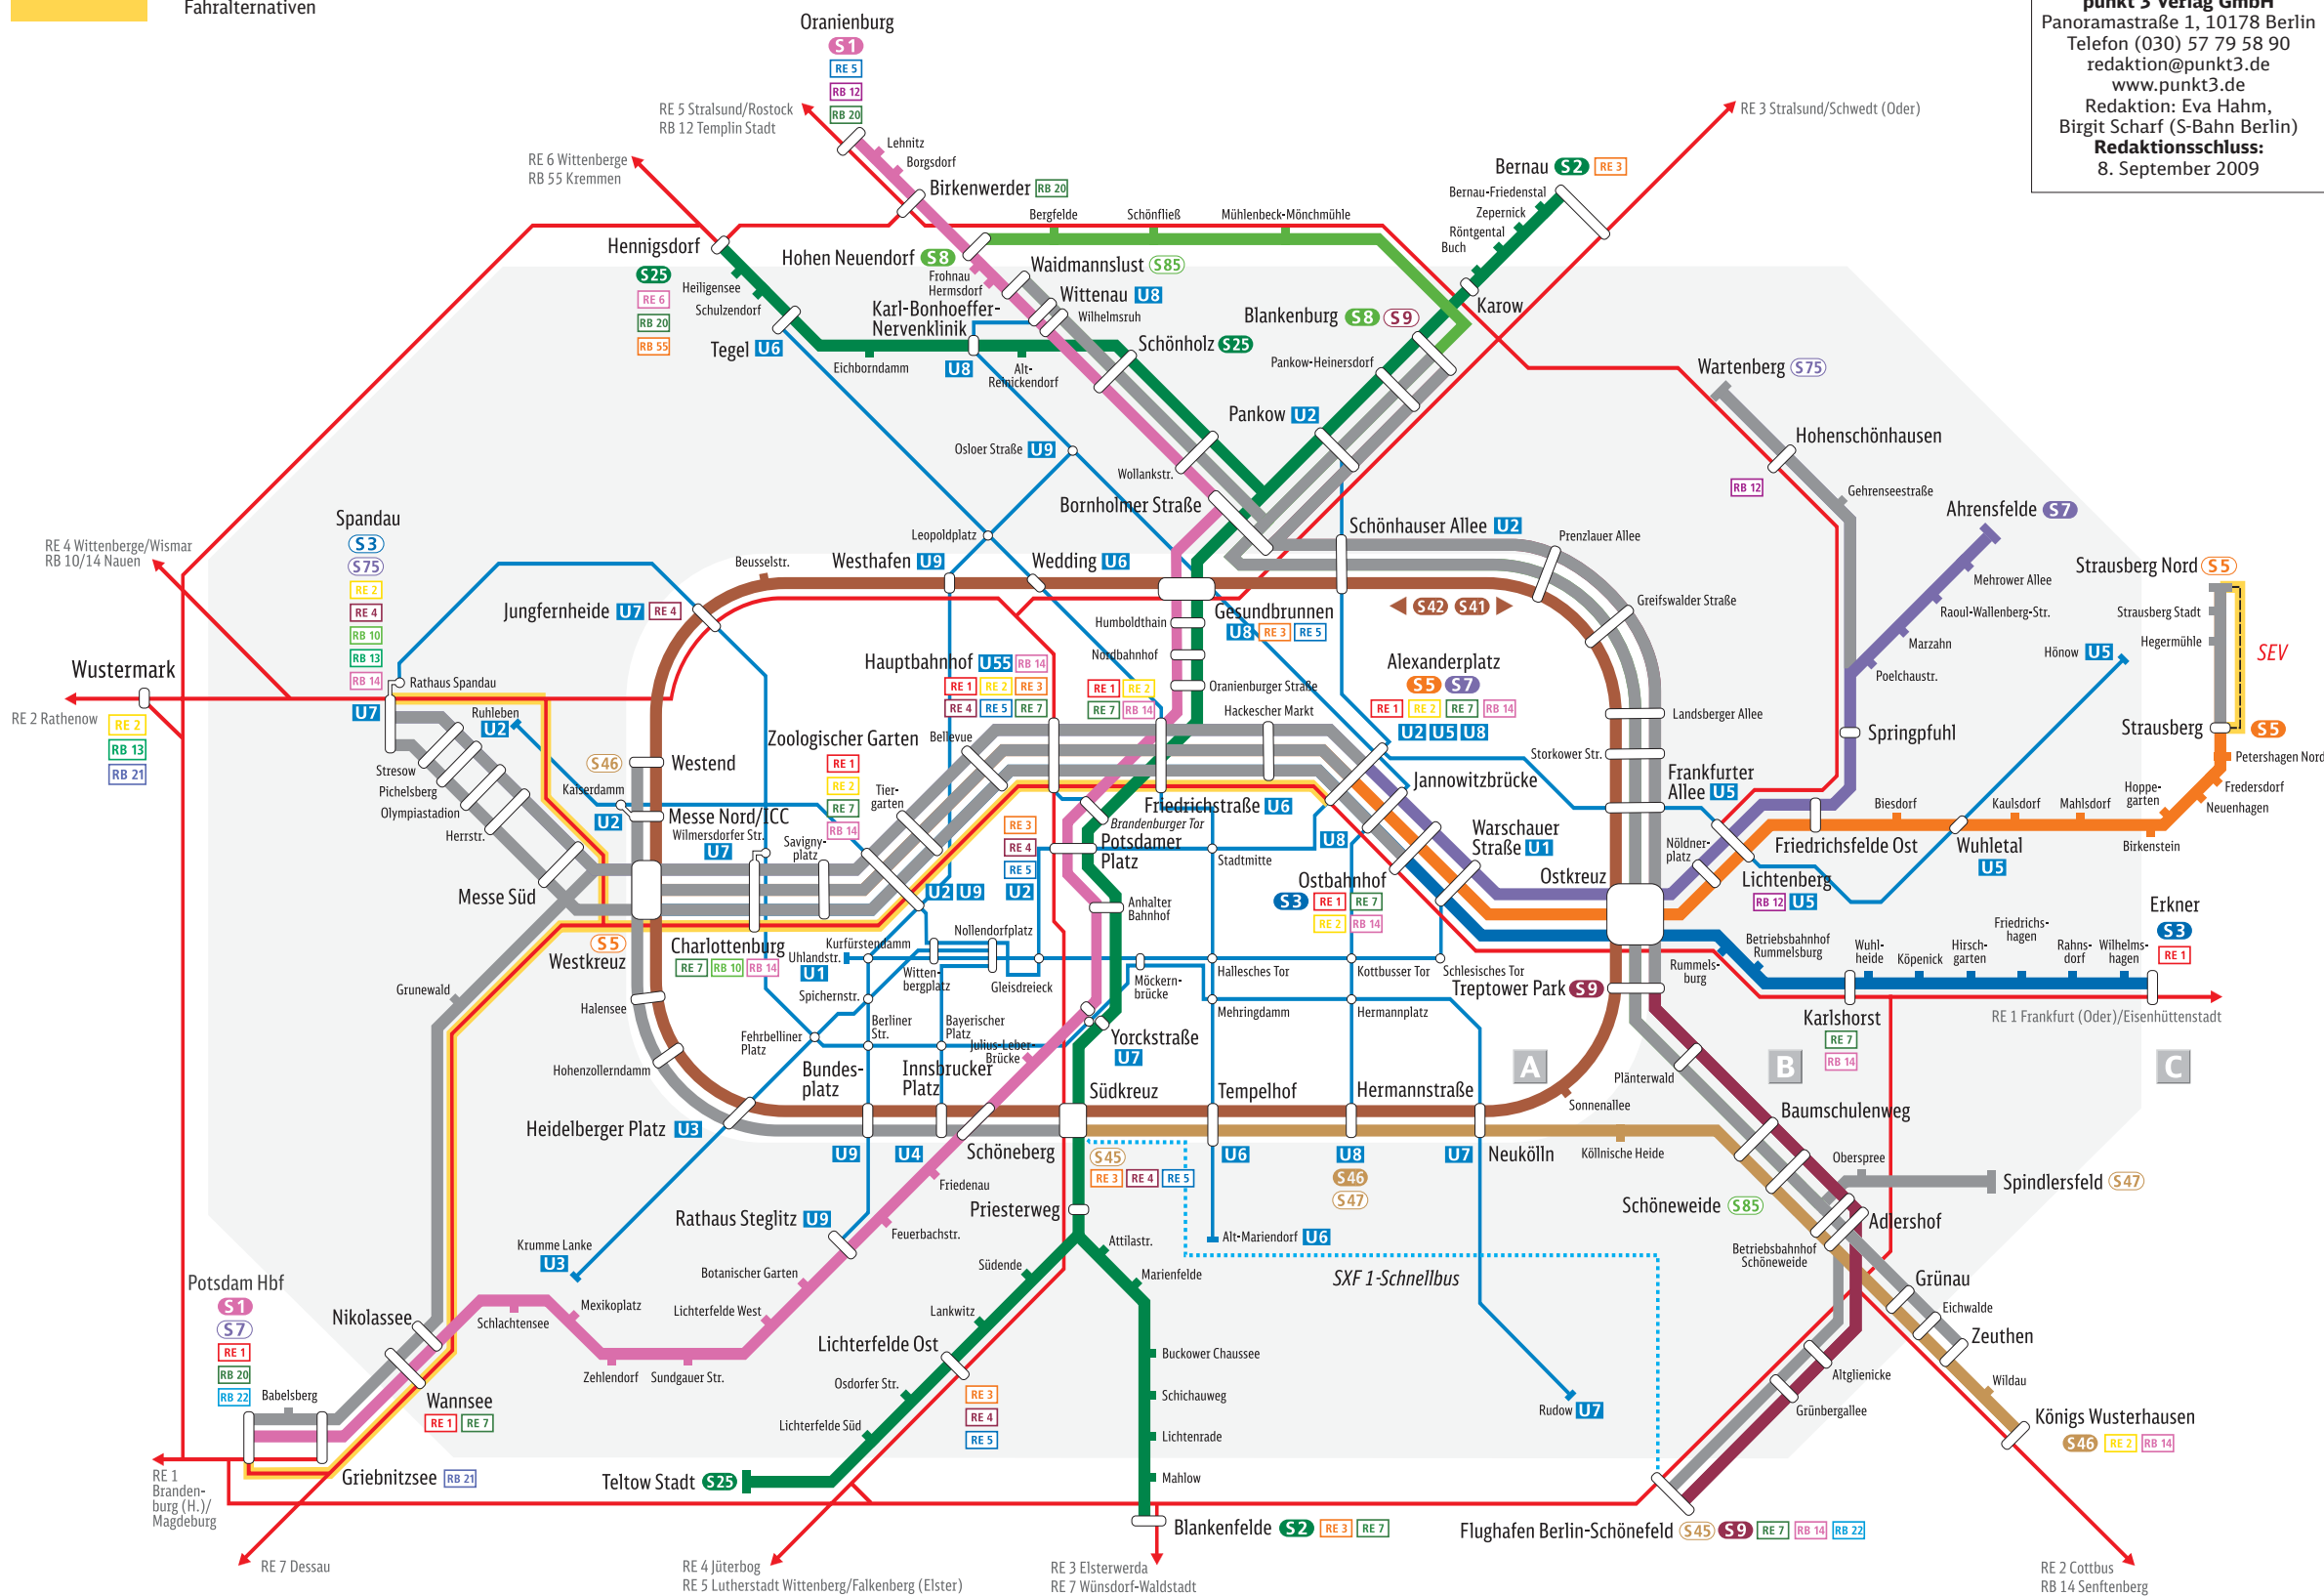 Fahralternativen
punkt 3 Verlag GmbH
Panoramastraße 1, 10178 Berlin
Telefon (030) 57 79 58 90
redaktion@punkt3.de
www.punkt3.de
Redaktion: Eva Hahm,
Birgit Scharf (S-Bahn Berlin)
Redaktionsschluss:
8. September 2009
Oranienburg
S1
RE 5
RB 12
RB 20
RE 5 Stralsund/Rostock
RB 12 Templin Stadt
RE 3 Stralsund/Schwedt (Oder)
Lehnitz
Borgsdorf
RE 6 Wittenberge
RB 55 Kremmen
Birkenwerder RB 20
Bernau S2 RE 3
Bernau-Friedenstal
Zepernick
Röntgental
Buch
Bergfelde
Schönfließ
Mühlenbeck-Mönchmühle
Hennigsdorf
S25
RE 6
RB 20
RB 55
Hohen Neuendorf S8
Frohnau
Hermsdorf
Waidmannslust S85
Wittenau U8
Wilhelmsruh
Heiligensee
Schulzendorf
Karl-Bonhoeffer-
Nervenklinik
U8
Tegel U6
Eichborndamm
Alt-
Reinickendorf
Schönholz S25
Blankenburg S8 S9
Karow
Pankow-Heinersdorf
Pankow U2
Wartenberg S75
Hohenschönhausen
RB 12
Gehrenseestraße
Osloer Straße U9
Wollankstr.
Bornholmer Straße
Ahrensfelde S7
Mehrower Allee
Raoul-Wallenberg-Str.
Marzahn
Poelchaustr.
Springpfuhl
Spandau
S3
S75
RE 2
RE 4
RB 10
RB 13
RB 14
Rathaus Spandau
U7
RE 4 Wittenberge/Wismar
RB 10/14 Nauen
Leopoldplatz
Beusselstr.
Westhafen U9
Wedding U6
Schönhauser Allee U2
Prenzlauer Allee
Jungfernheide U7 RE 4
S42 S41
Greifswalder Straße
Gesundbrunnen
U8 RE 3 RE 5
Humboldthain
Nordbahnhof
Oranienburger Straße
Strausberg Nord S5
Strausberg Stadt
Hegermühle
SEV
Hönow U5
Strausberg S5
Petershagen Nord
Fredersdorf
Neuenhagen
Hoppe-
garten
Birkenstein
Wustermark
RE 2 Rathenow
RE 2
RB 13
RB 21
Ruhleben
U2
Hauptbahnhof U55 RB 14
RE 1 RE 2 RE 3
RE 4 RE 5 RE 7
RE 1 RE 2
RE 7 RB 14
Hackescher Markt
Alexanderplatz
S5 S7
RE 1 RE 2 RE 7 RB 14
U2 U5 U8
Landsberger Allee
Storkower Str.
Frankfurter
Allee U5
Zoologischer Garten
RE 1
RE 2
RE 7
RB 14
Bellevue
Tier-
garten
S46
Westend
Kaiserdamm
U2
Messe Nord/ICC
Wilmersdorfer Str.
U7
Savigny-
platz
Stresow
Pichelsberg
Olympiastadion
Herrstr.
Messe Süd
S5
Westkreuz
Charlottenburg
RE 7 RB 10 RB 14
RE 3
RE 4
RE 5
U2
U2 U9
Friedrichstraße U6
Brandenburger Tor
Potsdamer
Platz
Stadtmitte
Jannowitzbrücke
U8
Ostbahnhof
S3 RE 1 RE 7
RE 2 RB 14
Warschauer
Straße U1
Ostkreuz
Nöldner-
platz
Lichtenberg
RB 12 U5
Friedrichsfelde Ost
Biesdorf
Wuhletal
U5
Kaulsdorf
Mahlsdorf
Anhalter
Bahnhof
Nollendorfplatz
Kurfürstendamm
Uhlandstr.
U1
Witten-
bergplatz
Gleisdreieck
Möckern-
brücke
Hallesches Tor
Kottbusser Tor
Schlesisches Tor
Treptower Park S9
Rummels-
burg
Betriebsbahnhof
Rummelsburg
Wuhl-
heide
Köpenick
Hirsch-
garten
Friedrichs-
hagen
Rahns-
dorf
Wilhelms-
hagen
Erkner
S3
RE 1
RE 1 Frankfurt (Oder)/Eisenhüttenstadt
Karlshorst
RE 7
RB 14
Grunewald
Halensee
Spichernstr.
Fehrbelliner
Platz
Berliner
Str.
Bayerischer
Platz
Julius-Leber-
Brücke
Yorckstraße
U7
Mehringdamm
Hermannplatz
Hohenzollerndamm
Bundes-
platz
Innsbrucker
Platz
Heidelberger Platz U3
U9
U4
Schöneberg
Südkreuz
S45
RE 3 RE 4 RE 5
Tempelhof
U6
Hermannstraße
U8
S46
S47
U7
Neukölln
Sonnenallee
Köllnische Heide
A
B
C
Plänterwald
Baumschulenweg
Schöneweide S85
Oberspree
Spindlersfeld S47
Betriebsbahnhof
Schöneweide
Adlershof
Grünau
Eichwalde
Zeuthen
Wildau
Königs Wusterhausen
S46 RE 2 RB 14
Altglienicke
Grünbergallee
Flughafen Berlin-Schönefeld S45 S9 RE 7 RB 14 RB 22
RE 2 Cottbus
RB 14 Senftenberg
SXF 1-Schnellbus
Alt-Mariendorf U6
Rudow U7
Priesterweg
Attilastr.
Marienfelde
Buckower Chaussee
Schichauweg
Lichtenrade
Mahlow
Blankenfelde S2 RE 3 RE 7
RE 3 Elsterwerda
RE 7 Wünsdorf-Waldstadt
Südende
Lankwitz
Lichterfelde Ost
RE 3
RE 4
RE 5
Osdorfer Str.
Lichterfelde Süd
Teltow Stadt S25
RE 4 Jüterbog
RE 5 Lutherstadt Wittenberg/Falkenberg (Elster)
Friedenau
Feuerbachstr.
Rathaus Steglitz U9
Botanischer Garten
Lichterfelde West
Sundgauer Str.
Zehlendorf
Mexikoplatz
Schlachtensee
Krumme Lanke
U3
Nikolassee
Wannsee
RE 1 RE 7
Potsdam Hbf
S1
S7
RE 1
RB 20
RB 22
Babelsberg
Griebnitzsee RB 21
RE 1
Branden-
burg (H.)/
Magdeburg
RE 7 Dessau